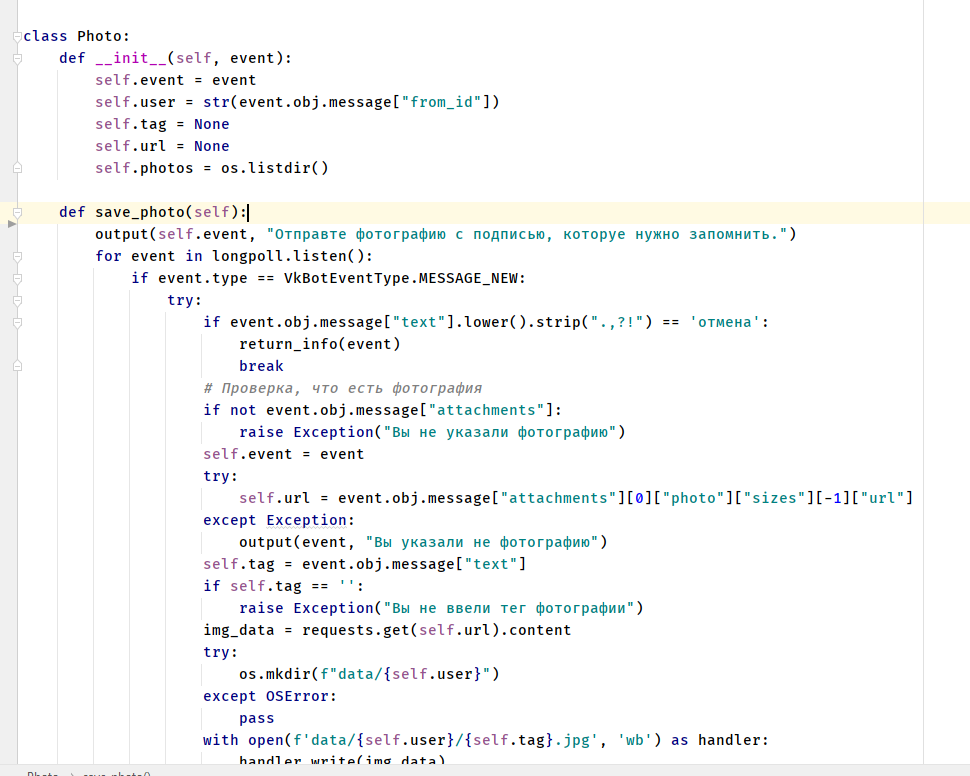 class Photo:
    def __init__(self, event):
        self.event = event
        self.user = str(event.obj.message["from_id"])
        self.tag = None
        self.url = None
        self.photos = os.listdir()
    def save_photo(self):
        output(self.event, "Отправте фотографию с подписью, которуе нужно запомнить.")
        for event in longpoll.listen():
            if event.type == VkBotEventType.MESSAGE_NEW:
                try:
                    if event.obj.message["text"].lower().strip(".,?!") == 'отмена':
                        return_info(event)
                        break
                    # Проверка, что есть фотография
                    if not event.obj.message["attachments"]:
                        raise Exception("Вы не указали фотографию")
                    self.event = event
                    try:
                        self.url = event.obj.message["attachments"][0]["photo"]["sizes"][-1]["url"]
                    except Exception:
                        output(event, "Вы указали не фотографию")
                    self.tag = event.obj.message["text"]
                    if self.tag == '':
                        raise Exception("Вы не ввели тег фотографии")
                    img_data = requests.get(self.url).content
                    try:
                        os.mkdir(f"data/{self.user}")
                    except OSError:
                        pass
                    with open(f'data/{self.user}/{self.tag}.jpg', 'wb') as handler:
                        handler.write(img_data)
Photo > save_photo()